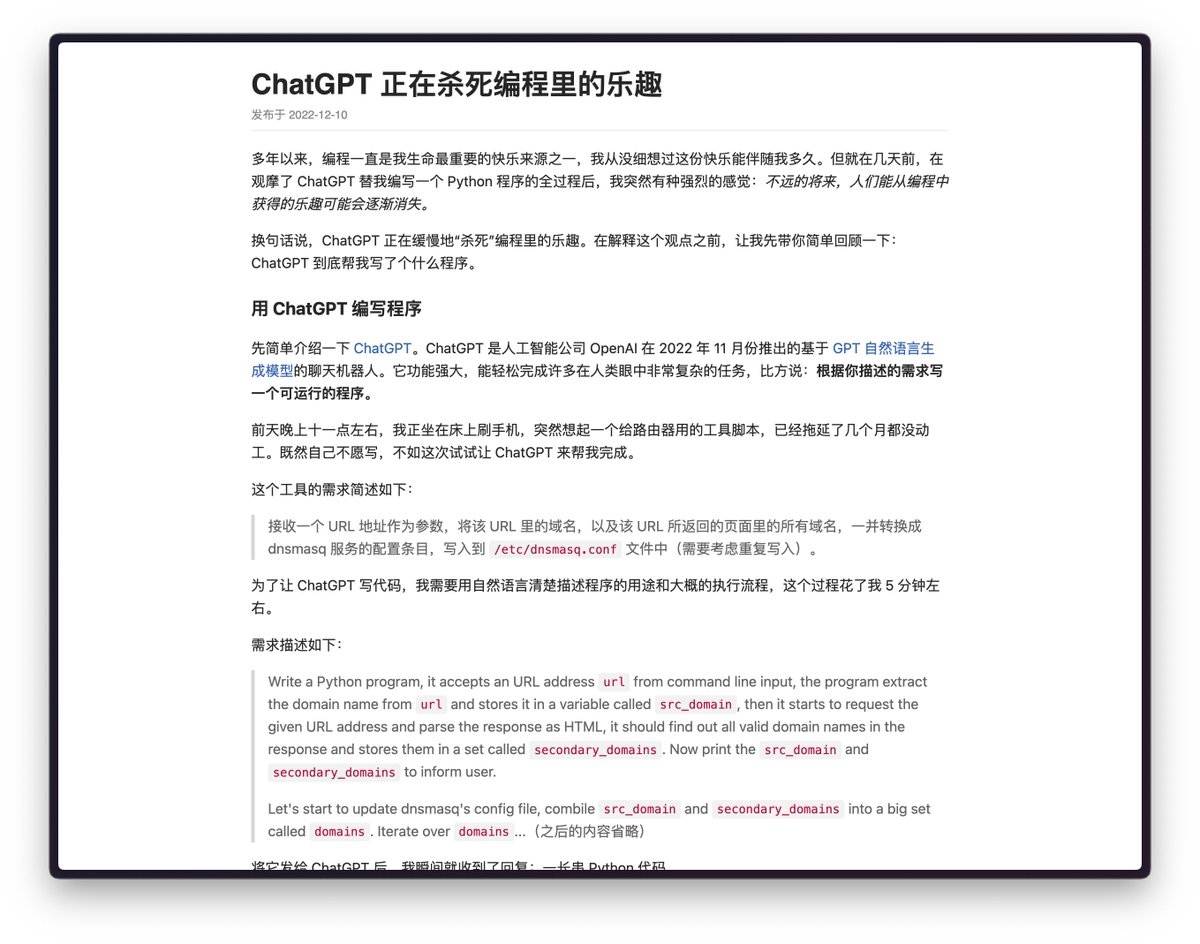 ChatGPT 正在杀死编程里的乐趣
发布于 2022-12-10
多年以来，编程一直是我生命最重要的快乐来源之一，我从没细想过这份快乐能伴随我多久。但就在几天前，在
观摩了 ChatGPT 替我编写一个 Python 程序的全过程后，我突然有种强烈的感觉：不远的将来，人们能从编程中
获得的乐趣可能会逐渐消失。
换句话说，ChatGPT 正在缓慢地“杀死”编程里的乐趣。在解释这个观点之前，让我先带你简单回顾一下：
ChatGPT 到底帮我写了个什么程序。
用 ChatGPT 编写程序
先简单介绍一下 ChatGPT。ChatGPT 是人工智能公司 OpenAI 在 2022 年 11 月份推出的基于 GPT 自然语言生
成模型的聊天机器人。它功能强大，能轻松完成许多在人类眼中非常复杂的任务，比方说：根据你描述的需求写
一个可运行的程序。
前天晚上十一点左右，我正坐在床上刷手机，突然想起一个给路由器用的工具脚本，已经拖延了几个月都没动
工。既然自己不愿写，不如这次试试让 ChatGPT 来帮我完成。
这个工具的需求简述如下：
接收一个 URL 地址作为参数，将该 URL 里的域名，以及该 URL 所返回的页面里的所有域名，一并转换成
dnsmasq 服务的配置条目，写入到 /etc/dnsmasq.conf 文件中（需要考虑重复写入）。
为了让 ChatGPT 写代码，我需要用自然语言清楚描述程序的用途和大概的执行流程，这个过程花了我 5 分钟左
右。
需求描述如下：
Write a Python program, it accepts an URL address url from command line input, the program extract
the domain name from url and stores it in a variable called src_domain, then it starts to request the
given URL address and parse the response as HTML, it should find out all valid domain names in the
response and stores them in a set called secondary_domains. Now print the src_domain and
secondary_domains to inform user.
Let's start to update dnsmasq's config file, combile src_domain and secondary_domains into a big set
called domains. Iterate over domains ...（之后的内容省略）
将它发给 ChatGPT 后，我瞬间就收到了回复：一长串 Python 代码